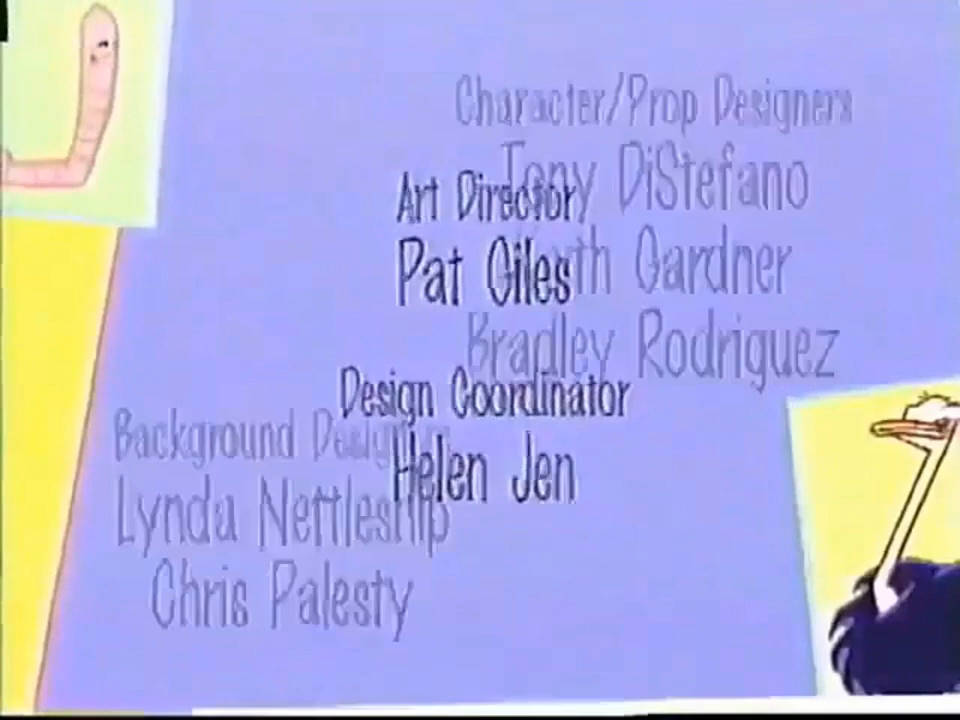 Character/Prop Designers
Tony DiStefano
Gardner
Bradley Rodriguez
Art Director
Pat Giles
Design Coordinator
Helen Jen
Background Designers
Lynda Nettleship
Chris Palesty